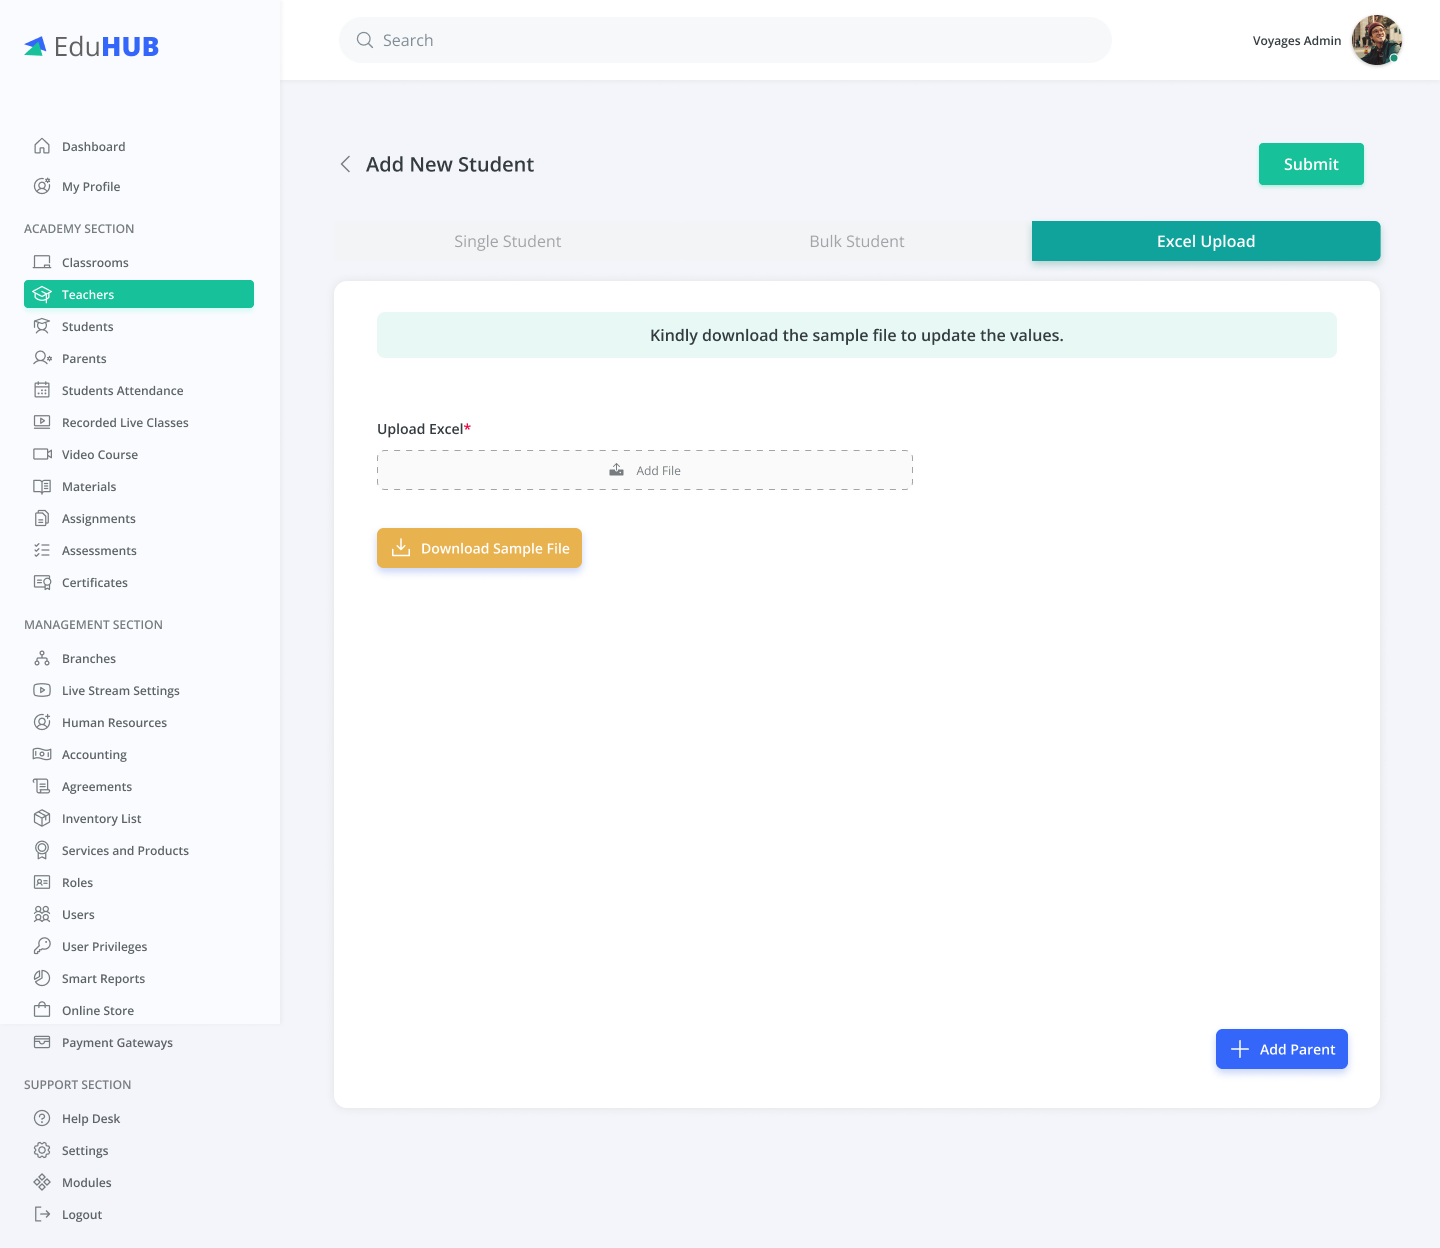 EduHUB
Search
Voyages Admin
Dashboard
My Profile
ACADEMY SECTION
Classrooms
Teachers
Students
Parents
Students Attendance
Recorded Live Classes
Video Course
Materials
Assignments
Assessments
Certificates
MANAGEMENT SECTION
Branches
Live Stream Settings
Human Resources
Accounting
Agreements
Inventory List
Services and Products
Roles
Users
User Privileges
Smart Reports
Online Store
Payment Gateways
SUPPORT SECTION
Help Desk
Settings
Modules
Logout
Add New Student
Submit
Single Student
Bulk Student
Excel Upload
Kindly download the sample file to update the values.
Upload Excel*
Add File
Download Sample File
Add Parent